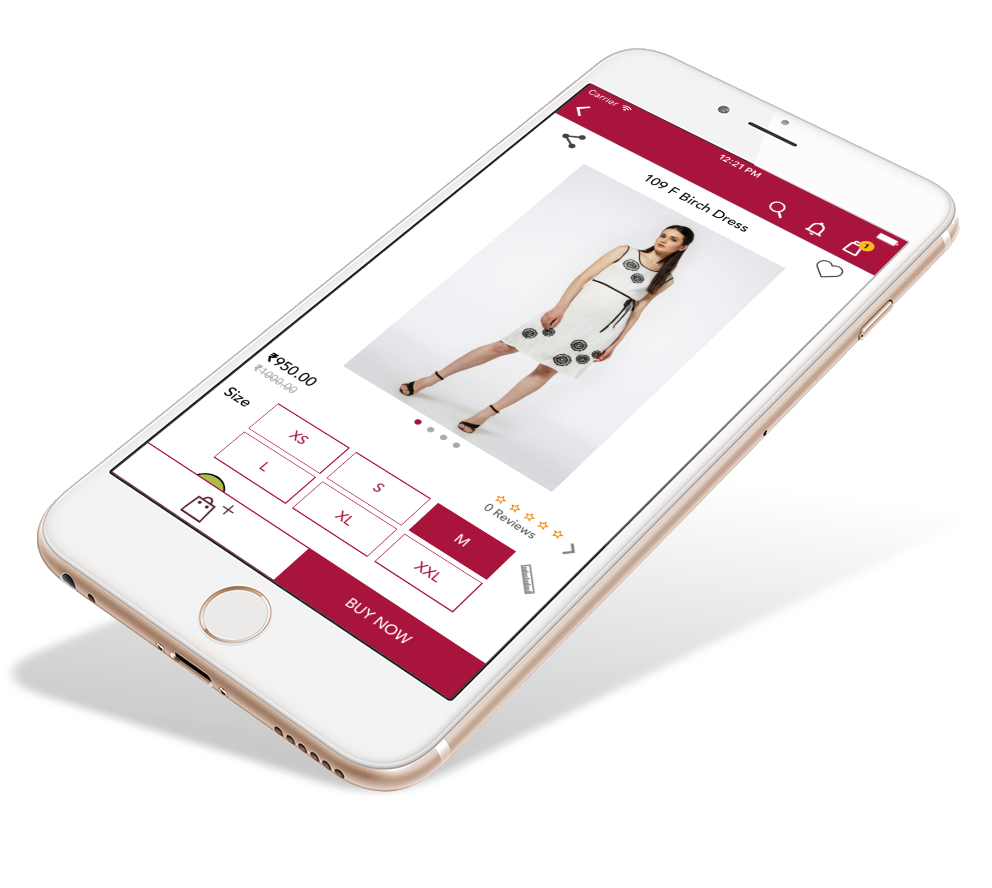 Carrier
12:21 PM
1
109 F Birch Dress
₹950.00
₹1000.00
Size
XS
S
M
L
XL
XXL
0 Reviews
BUY NOW